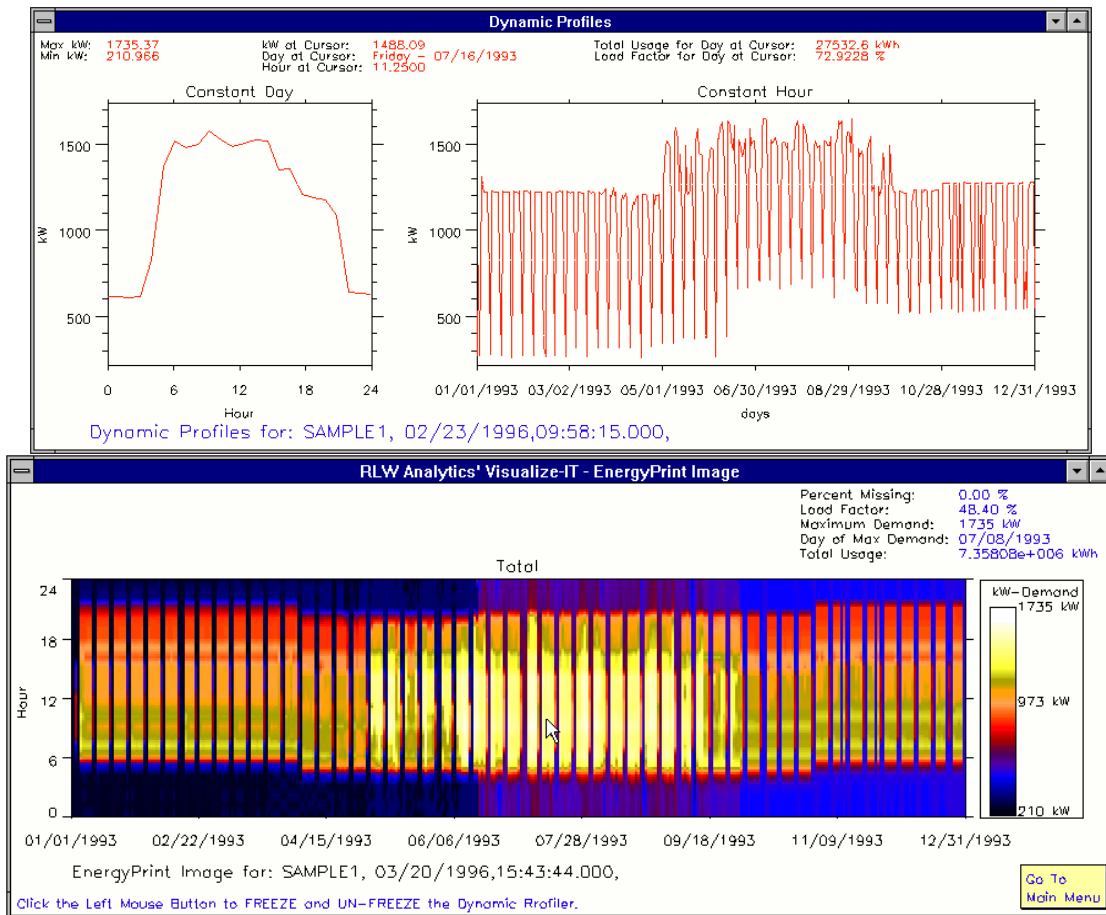 Dynamic Profiles
Max kW: 1735.37 kW at Cursor: 1488.09 Total Usage for Day at Cursor: 27532.6 kWh
Min kW: 210.966 Day at Cursor: Friday - 07/16/1993 Load Factor for Day at Cursor: 72.9228 %
Hour at Cursor: 11.2500
Constant Day Constant Hour
1500 1500
1000 1000
kW kW
500 500
0 6 12 18 24 01/01/1993 03/02/1993 05/01/1993 06/30/1993 08/29/1993 10/28/1993 12/31/1993
Hour days
Dynamic Profiles for: SAMPLE1, 02/23/1996,09:58:15.000,
RLW Analytics' Visualize-IT - EnergyPrint Image
Percent Missing: 0.00 %
Load Factor: 48.40 %
Maximum Demand: 1735 kW
Day of Max Demand: 07/08/1993
Total Usage: 7.35808e+006 kWh
Total
24
18
12
6
0
Hour
kW-Demand
1735 kW
973 kW
210 kW
01/01/1993 02/22/1993 04/15/1993 06/06/1993 07/28/1993 09/18/1993 11/09/1993 12/31/1993
EnergyPrint Image for: SAMPLE1, 03/20/1996,15:43:44.000,
Go To
Main Menu
Click the Left Mouse Button to FREEZE and UN-FREEZE the Dynamic Rrofiler.